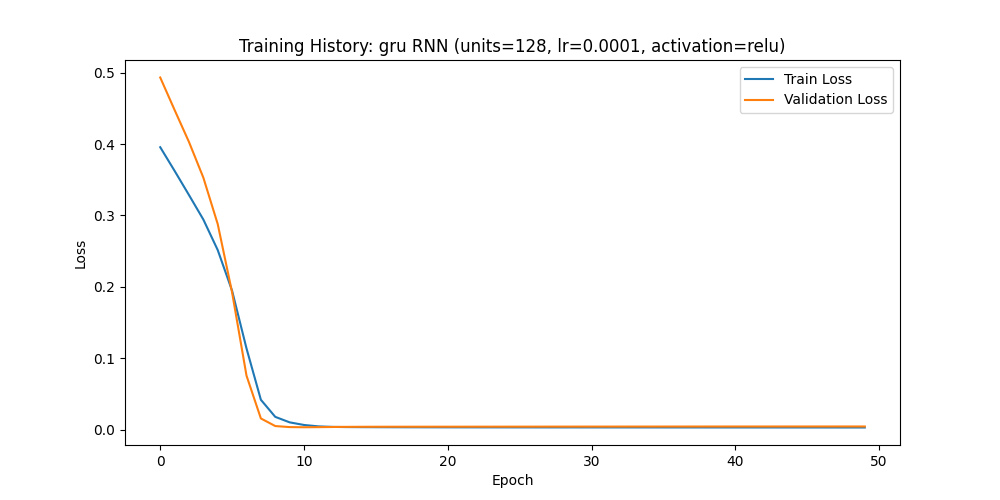 Training History: gru RNN (units=128, lr=0.0001, activation=relu)
Train Loss
Validation Loss
Loss
0.5
0.4
0.3
0.2
0.1
0.0
0 10 20 30 40 50
Epoch